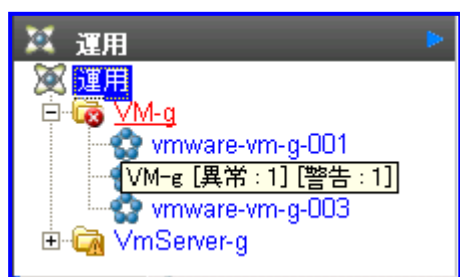 運用
運用
VM-g
vmware-vm-g-001
VM-g [異常:1] [警告:1]
vmware-vm-g-003
VmServer-g